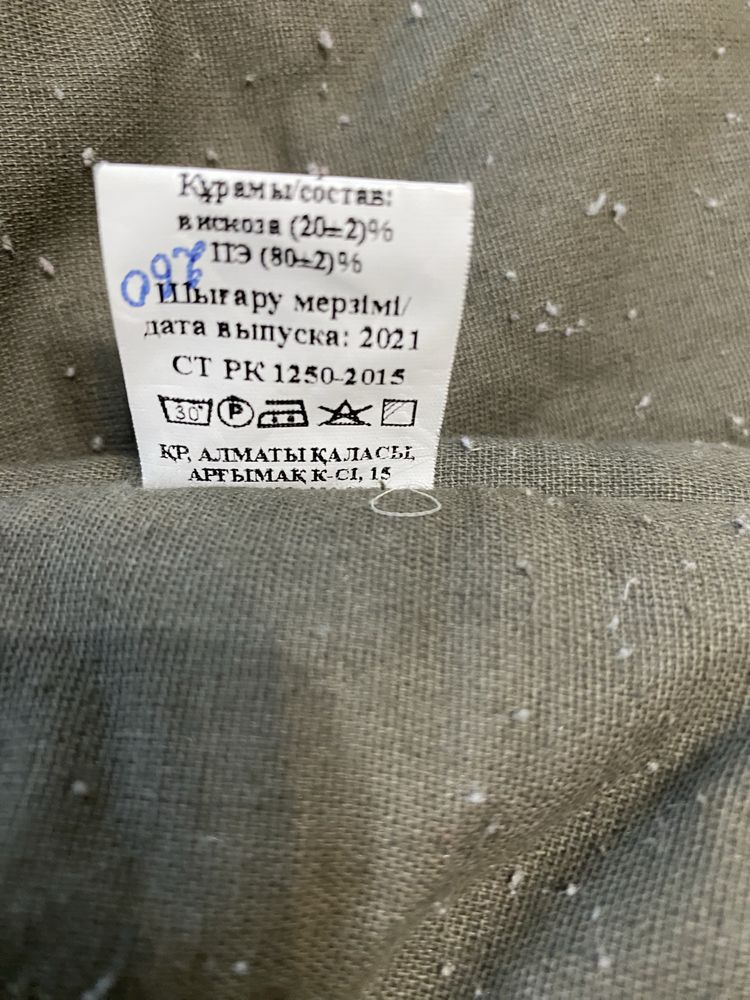 Құрамы/состав:
вискоза (20±2)%
ПЭ (80±2)%
097
Шығару мерзімі/
дата выпуска: 2021
СТ РК 1250-2015
30° P
ҚР, АЛМАТЫ ҚАЛАСЫ,
АРҒЫМАҚ К-СІ, 15